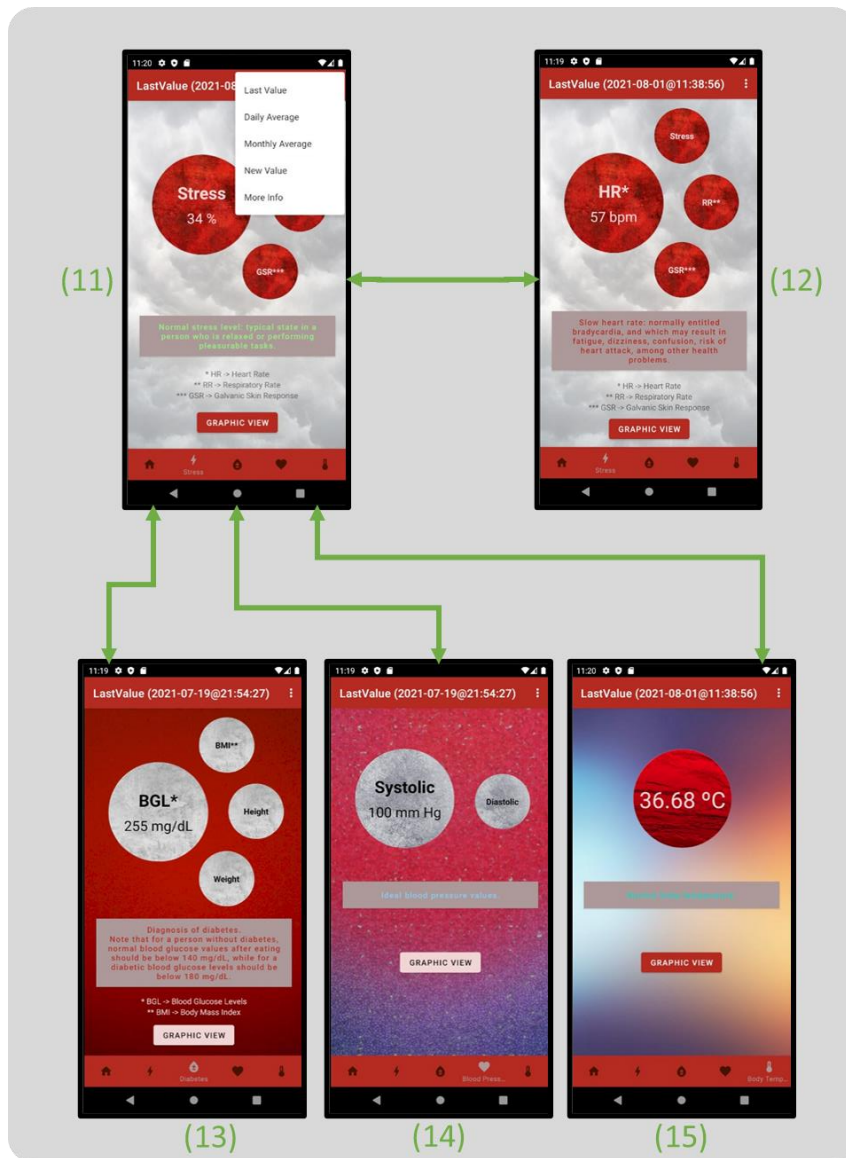 11:20
LastValue (2021-08
Last Value
Daily Average
Monthly Average
New Value
More Info
Stress
34 %
GSR***
Normal stress level: typical state in a
person who is relaxed or performing
pleasurable tasks.
* HR -> Heart Rate
** RR -> Respiratory Rate
*** GSR -> Galvanic Skin Response
GRAPHIC VIEW
Stress
(11)
11:19
LastValue (2021-08-01@11:38:56)
Stress
HR*
57 bpm
RR**
GSR***
Slow heart rate: normally entitled
bradycardia, and which may result in
fatigue, dizziness, confusion, risk of
heart attack, among other health
problems.
* HR -> Heart Rate
** RR -> Respiratory Rate
*** GSR -> Galvanic Skin Response
GRAPHIC VIEW
Stress
(12)
11:19
LastValue (2021-07-19@21:54:27)
BMI**
BGL*
255 mg/dL
Height
Weight
Diagnosis of diabetes.
Note that for a person without diabetes,
normal blood glucose values after eating
should be below 140 mg/dL, while for a
diabetic blood glucose levels should be
below 180 mg/dL.
* BGL -> Blood Glucose Levels
** BMI -> Body Mass Index
GRAPHIC VIEW
Diabetes
(13)
11:19
LastValue (2021-07-19@21:54:27)
Systolic
100 mm Hg
Diastolic
Ideal blood pressure values.
GRAPHIC VIEW
Blood Press...
(14)
11:20
LastValue (2021-08-01@11:38:56)
36.68 ºC
GRAPHIC VIEW
Body Temp...
(15)